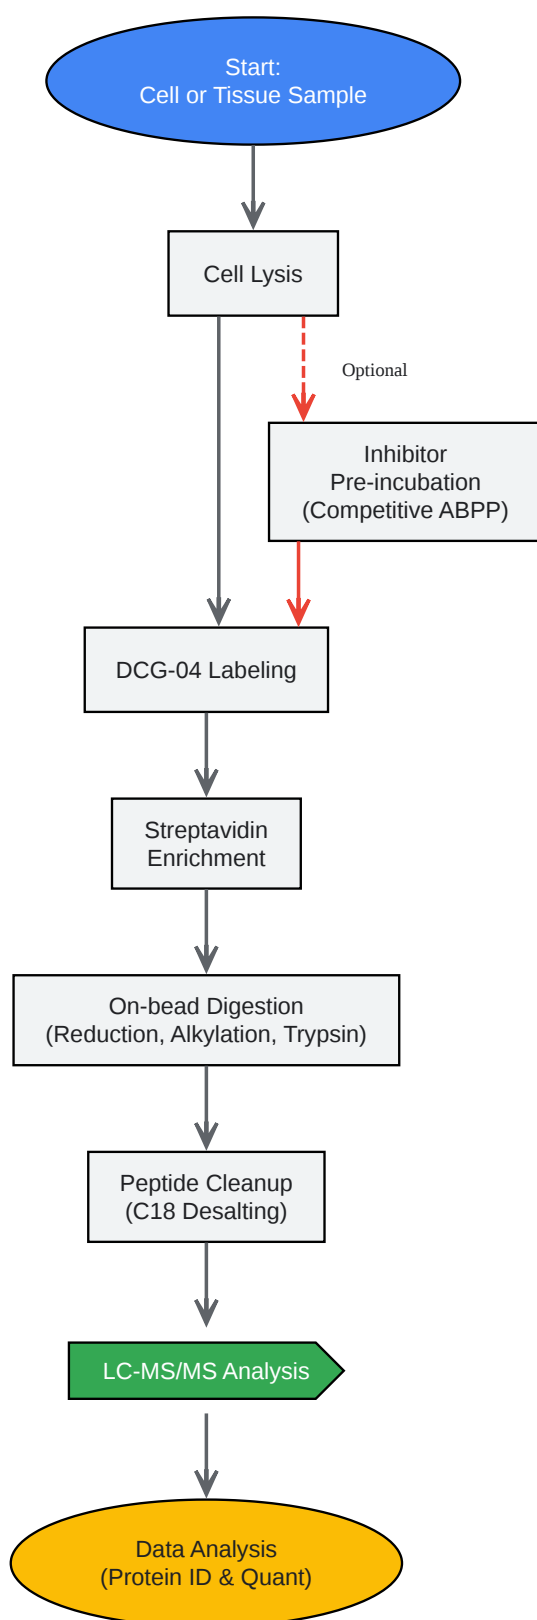 Start:
Cell or Tissue Sample
Cell Lysis
Optional
Inhibitor
Pre-incubation
(Competitive ABPP)
DCG-04 Labeling
Streptavidin
Enrichment
On-bead Digestion
(Reduction, Alkylation, Trypsin)
Peptide Cleanup
(C18 Desalting)
LC-MS/MS Analysis
Data Analysis
(Protein ID & Quant)